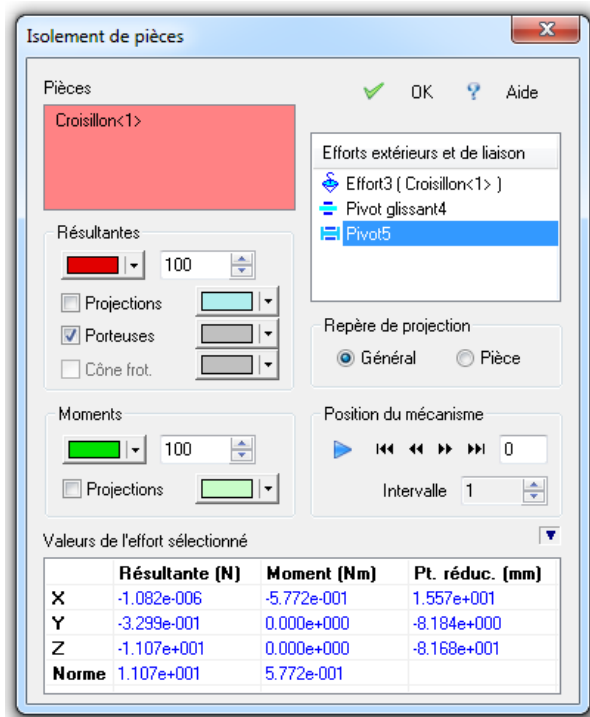 Isolement de pièces
Pièces
OK
Aide
Croisillon<1>
Efforts extérieurs et de liaison
Effort3 ( Croisillon<1> )
Pivot glissant4
Pivot5
Résultantes
100
Projections
Porteuses
Cône frot.
Repère de projection
Général
Pièce
Moments
100
Projections
Position du mécanisme
0
Intervalle 1
Valeurs de l'effort sélectionné
Résultante (N) Moment (Nm) Pt. réduc. (mm)
X -1.082e-006 -5.772e-001 1.557e+001
Y -3.299e-001 0.000e+000 -8.184e+000
Z -1.107e+001 0.000e+000 -8.168e+001
Norme 1.107e+001 5.772e-001